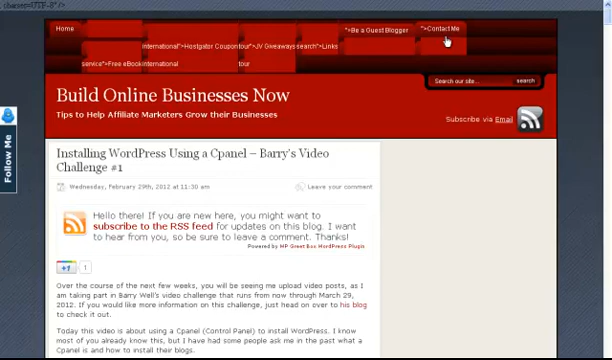 charset=UTF-8" />
Home
">Be a Guest Blogger
">Contact Me
international">Hostgator Coupon
tour">JV Giveaways
search">Links
service">Free eBook
international
tour
Search our site...
search
Build Online Businesses Now
Tips to Help Affiliate Marketers Grow their Businesses
Subscribe via Email
Follow Me
Installing WordPress Using a Cpanel – Barry's Video
Challenge #1
Wednesday, February 29th, 2012 at 11:30 am
Leave your comment
Hello there! If you are new here, you might want to
subscribe to the RSS feed for updates on this blog. I want
to hear from you, so be sure to leave a comment. Thanks!
Powered by WP Greet Box WordPress Plugin
+1
1
Over the course of the next few weeks, you will be seeing me upload video posts, as I
am taking part in Barry Well's video challenge that runs from now through March 29,
2012. If you would like more information on this challenge, just head on over to his blog
to check it out.
Today this video is about using a Cpanel (Control Panel) to install WordPress. I know
most of you already know this, but I have had some people ask me in the past what a
Cpanel is and how to install their blogs.